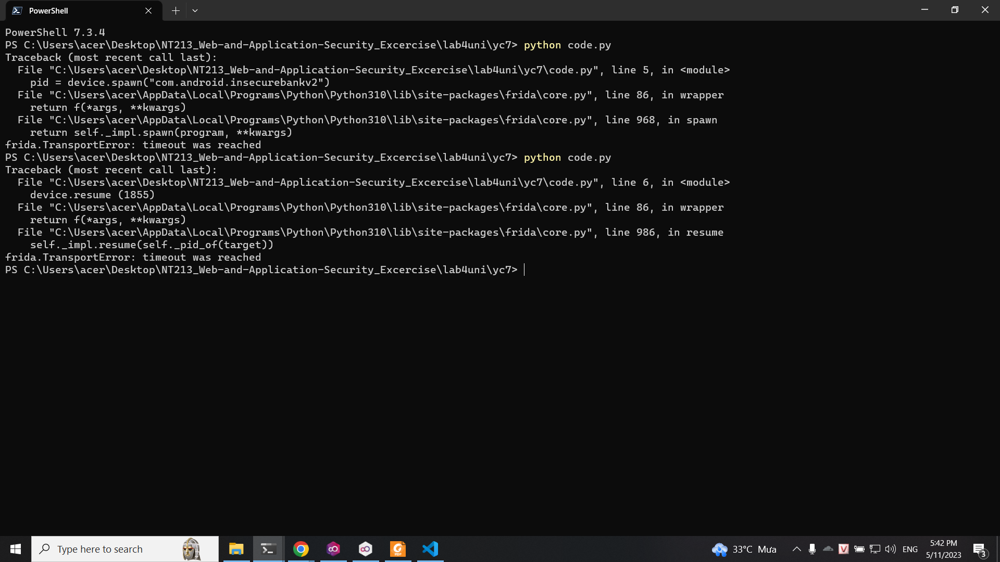 PowerShell
PowerShell 7.3.4
PS C:\Users\acer\Desktop\NT213_Web-and-Application-Security_Excercise\lab4uni\yc7> python code.py
Traceback (most recent call last):
  File "C:\Users\acer\Desktop\NT213_Web-and-Application-Security_Excercise\lab4uni\yc7\code.py", line 5, in <module>
    pid = device.spawn("com.android.insecurebankv2")
  File "C:\Users\acer\AppData\Local\Programs\Python\Python310\lib\site-packages\frida\core.py", line 86, in wrapper
    return f(*args, **kwargs)
  File "C:\Users\acer\AppData\Local\Programs\Python\Python310\lib\site-packages\frida\core.py", line 968, in spawn
    return self._impl.spawn(program, **kwargs)
frida.TransportError: timeout was reached
PS C:\Users\acer\Desktop\NT213_Web-and-Application-Security_Excercise\lab4uni\yc7> python code.py
Traceback (most recent call last):
  File "C:\Users\acer\Desktop\NT213_Web-and-Application-Security_Excercise\lab4uni\yc7\code.py", line 6, in <module>
    device.resume (1855)
  File "C:\Users\acer\AppData\Local\Programs\Python\Python310\lib\site-packages\frida\core.py", line 86, in wrapper
    return f(*args, **kwargs)
  File "C:\Users\acer\AppData\Local\Programs\Python\Python310\lib\site-packages\frida\core.py", line 986, in resume
    self._impl.resume(self._pid_of(target))
frida.TransportError: timeout was reached
PS C:\Users\acer\Desktop\NT213_Web-and-Application-Security_Excercise\lab4uni\yc7>
Type here to search
PDF
33°C Mưa
V
ENG
5:42 PM
5/11/2023
3